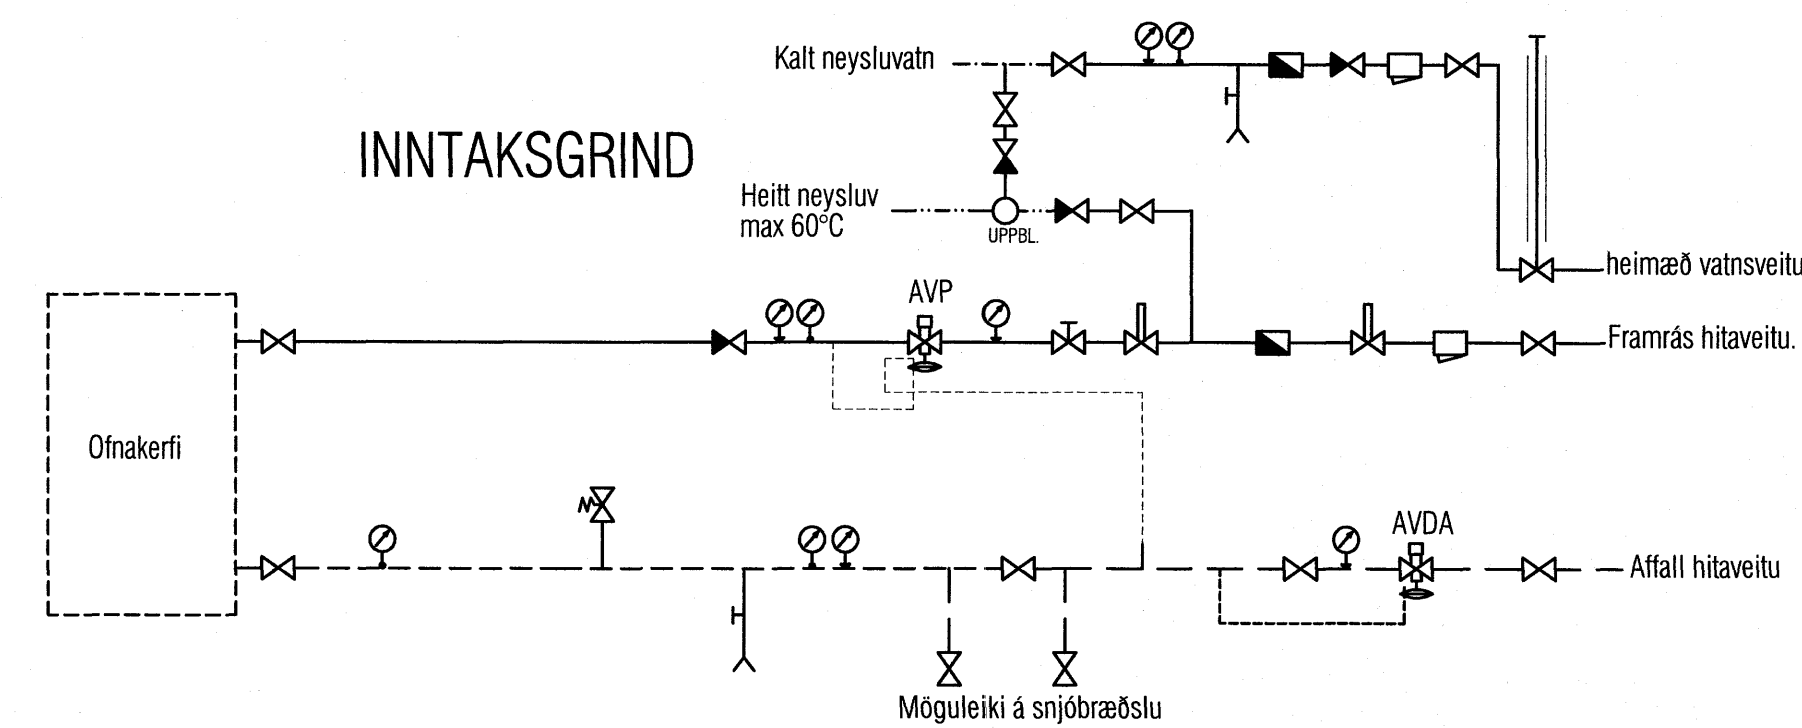 Kalt neysluvatn
INNTAKSGRIND
Heitt neysluv
max 60°C
UPPBL.
heimæð vatnsveitu
AVP
Framrás hitaveitu.
Ofnakerfi
AVDA
Affall hitaveitu
Möguleiki á snjóbræðslu